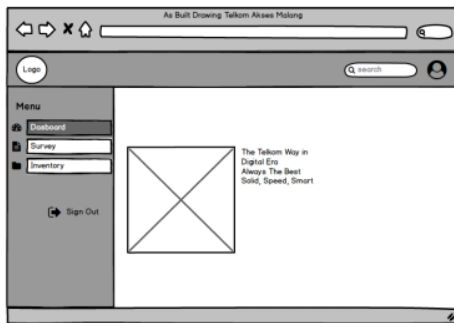 As Built Drawing Telkom Akses Malang
Logo
search
Menu
Dasboard
Survey
Inventory
Sign Out
The Telkom Way in
Digital Era
Always The Best
Solid, Speed, Smart